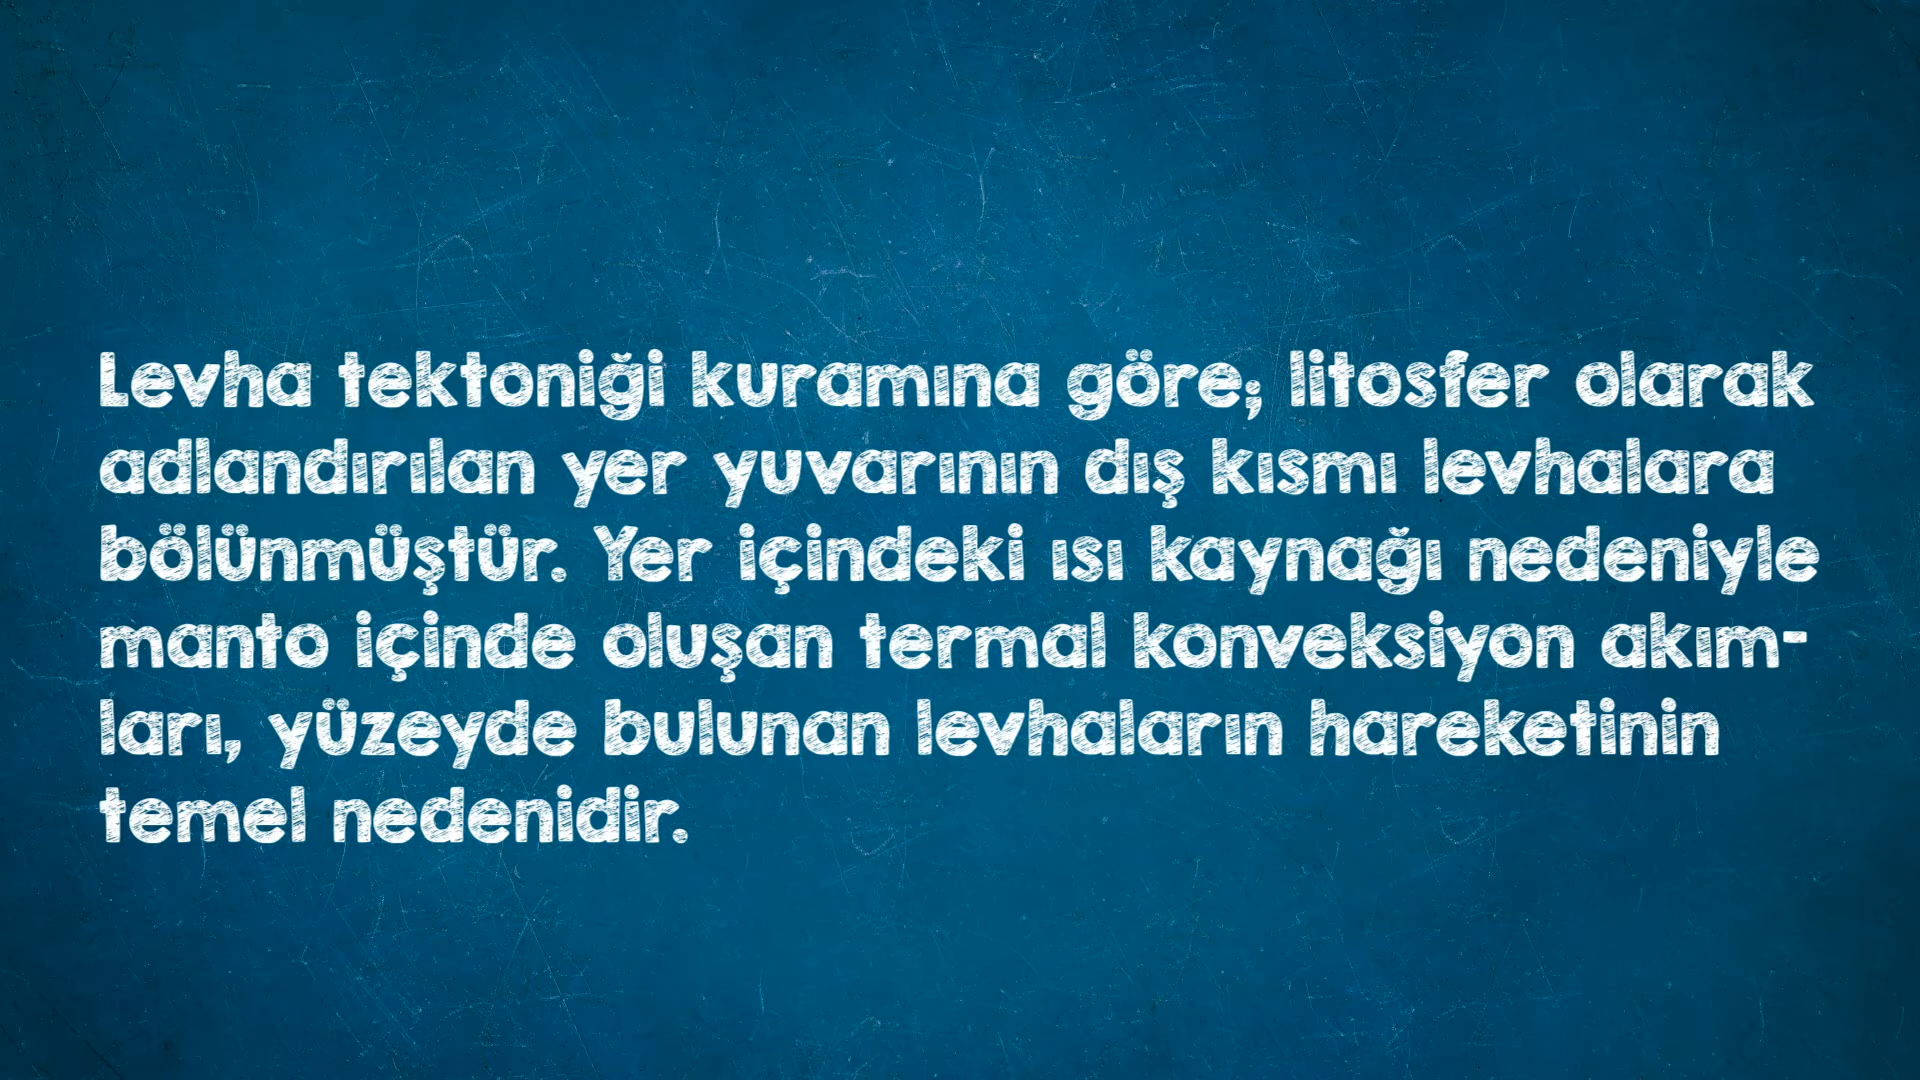 Levha tektoniği kuramına göre; litosfer olarak
adlandırılan yer yuvarının dış kısmı levhalara
bölünmüştür. Yer içindeki ısı kaynağı nedeniyle
manto içinde oluşan termal konveksiyon akım-
ları, yüzeyde bulunan levhaların hareketinin
temel nedenidir.